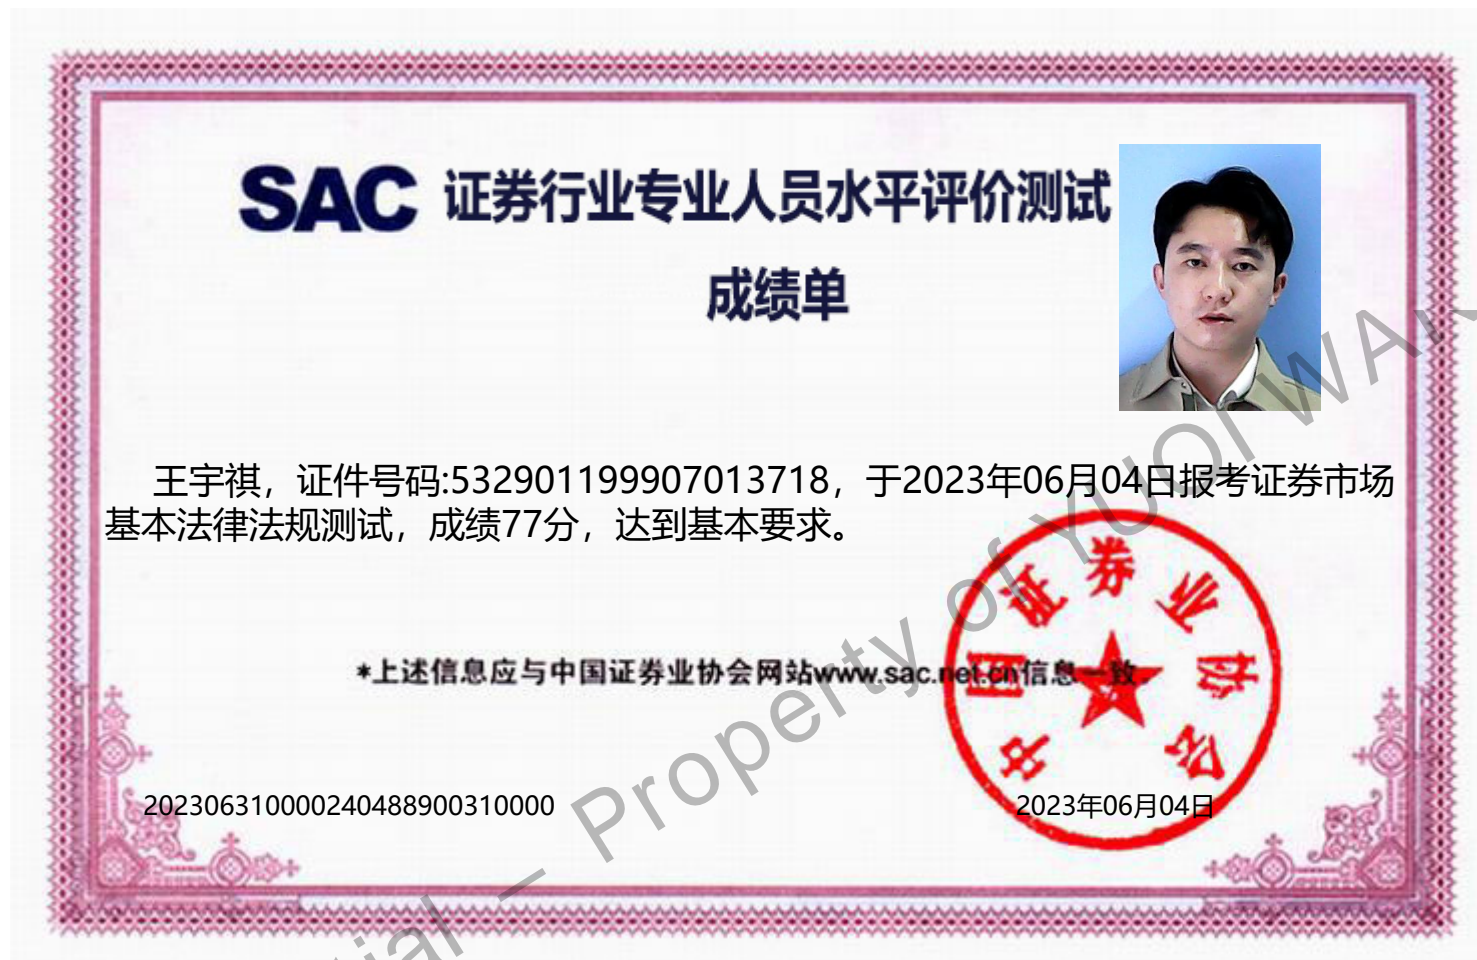 SAC 证券行业专业人员水平评价测试
成绩单
王宇祺，证件号码:532901199907013718，于2023年06月04日报考证券市场
基本法律法规测试，成绩77分，达到基本要求。
*上述信息应与中国证券业协会网站www.sac.net.cn信息一致
中国证券业协会
202306310000240488900310000
2023年06月04日
tial – Property of YUQI WAN